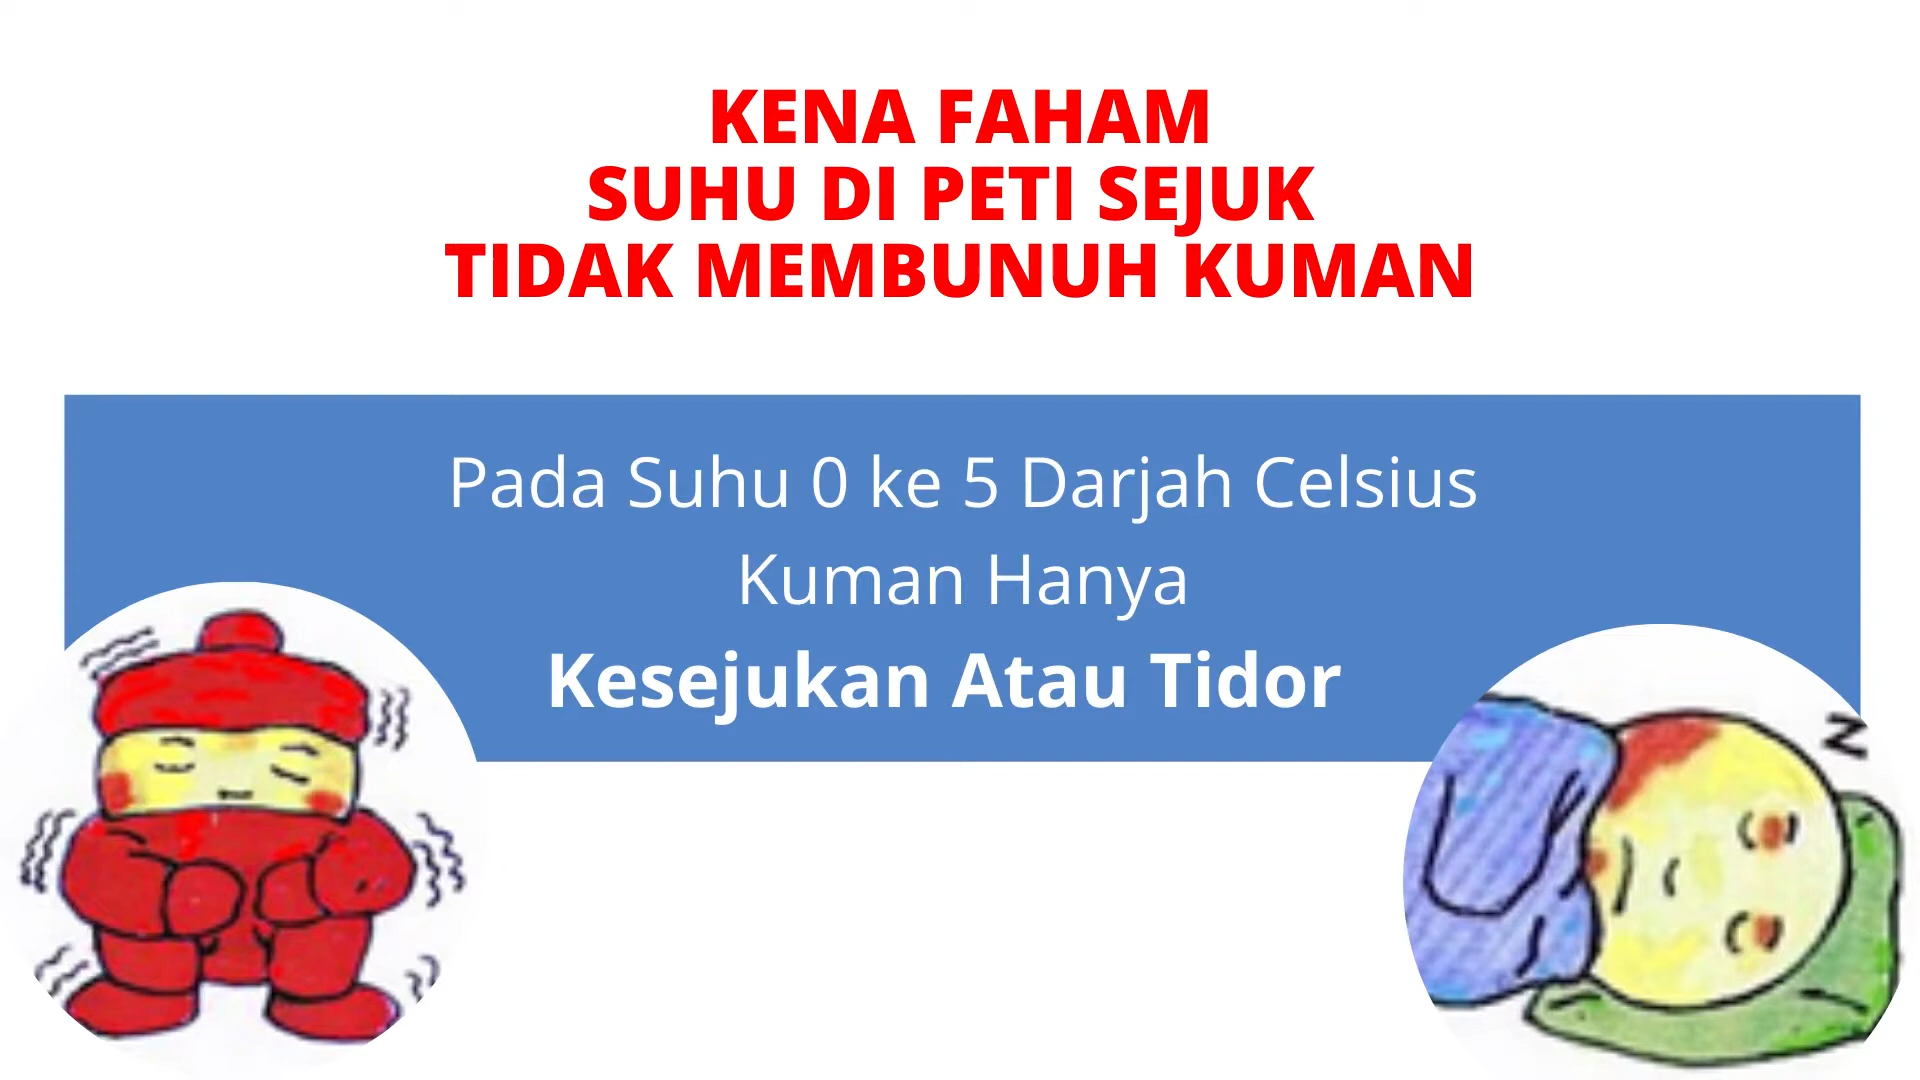 KENA FAHAM
SUHU DI PETI SEJUK
TIDAK MEMBUNUH KUMAN
Pada Suhu 0 ke 5 Darjah Celsius
Kuman Hanya
Kesejukan Atau Tidor
Z